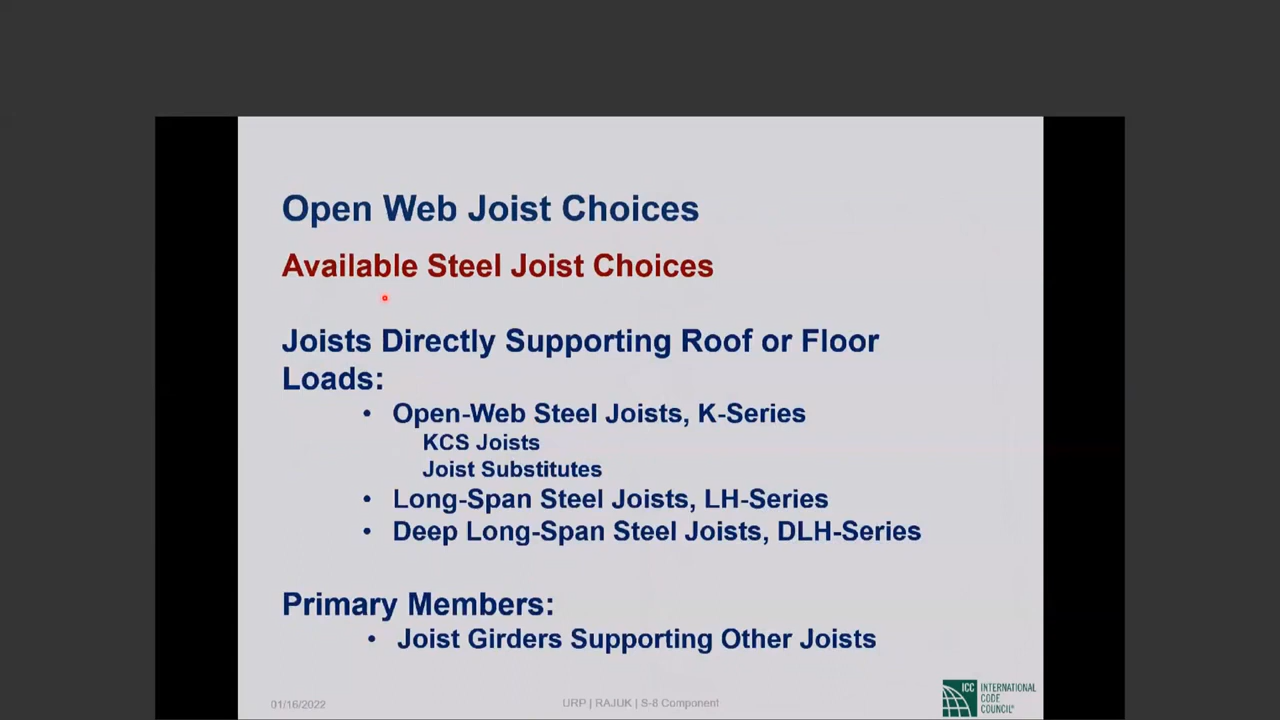 Open Web Joist Choices
Available Steel Joist Choices
Joists Directly Supporting Roof or Floor
Loads:
• Open-Web Steel Joists, K-Series
KCS Joists
Joist Substitutes
• Long-Span Steel Joists, LH-Series
• Deep Long-Span Steel Joists, DLH-Series
Primary Members:
• Joist Girders Supporting Other Joists
01/16/2022
URP | RAJUK | S-8 Component
ICC INTERNATIONAL
CODE
COUNCIL®